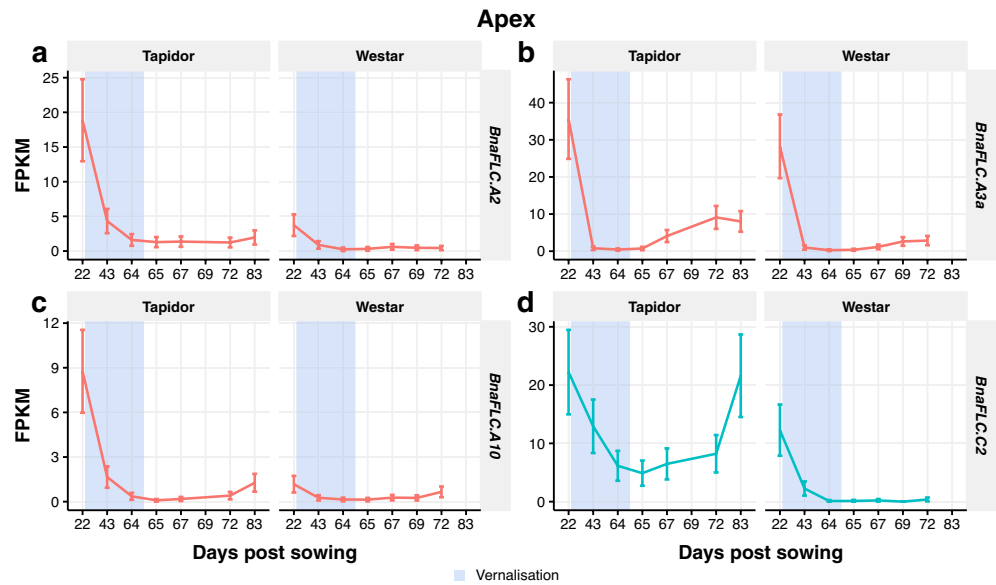 Apex
a
Tapidor
Westar
b
Tapidor
Westar
FPKM
25
20
15
10
5
0
22 43 64 65 67 69 72 83
22 43 64 65 67 69 72 83
BnaFLC.A2
40
30
20
10
0
22 43 64 65 67 69 72 83
22 43 64 65 67 69 72 83
BnaFLC.A3a
c
Tapidor
Westar
d
Tapidor
Westar
FPKM
12
9
6
3
0
22 43 64 65 67 69 72 83
22 43 64 65 67 69 72 83
BnaFLC.A10
30
20
10
0
22 43 64 65 67 69 72 83
22 43 64 65 67 69 72 83
BnaFLC.C2
Days post sowing
Days post sowing
Vernalisation